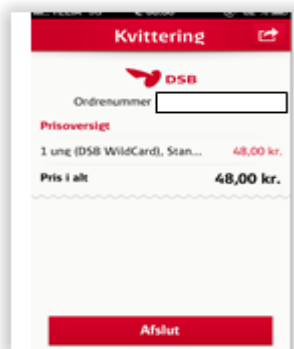 Kvittering
DSB
Ordrenummer
Prisoversigt
1 ung (DSB WildCard), Stan... 48,00 kr.
Pris i alt 48,00 kr.
Afslut